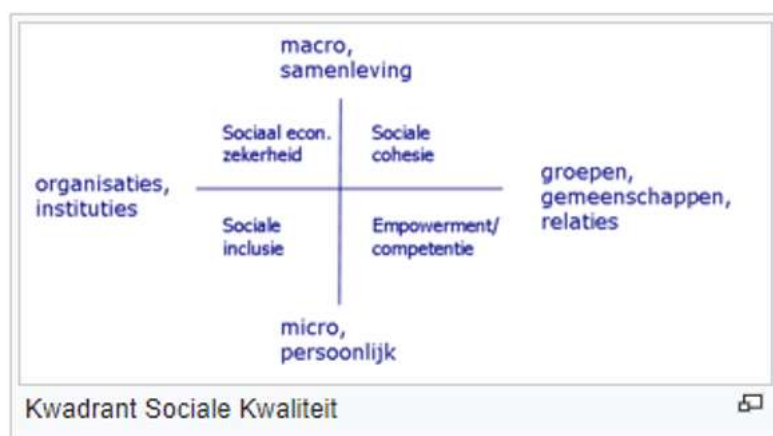 macro,
samenleving
Sociaal econ.
zekerheid
Sociale
cohesie
organisaties,
instituties
groepen,
gemeenschappen,
relaties
Sociale
inclusie
Empowerment/
competentie
micro,
persoonlijk
Kwadrant Sociale Kwaliteit